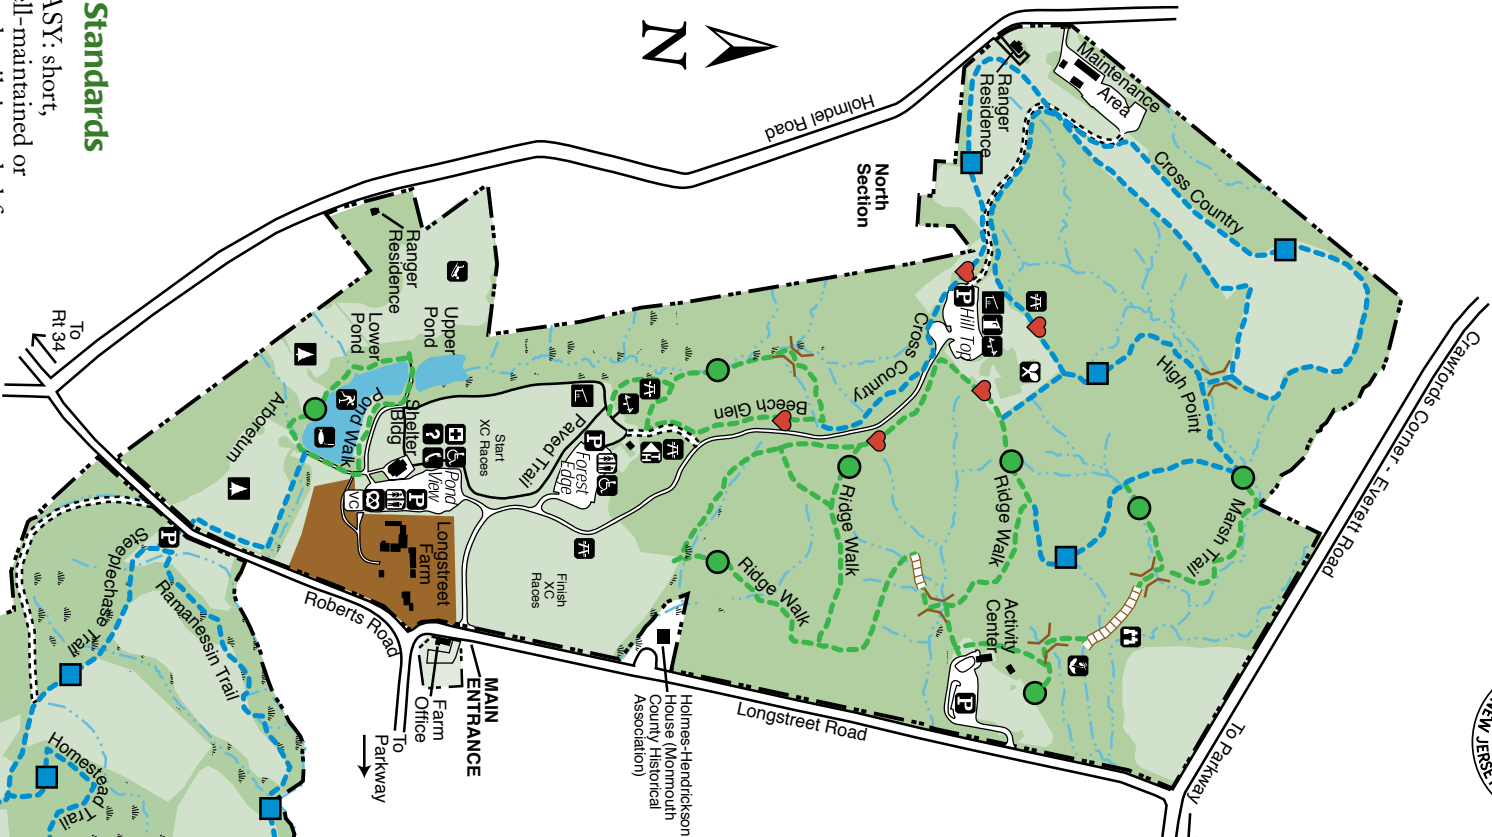 Standards
ASY: short,
ell-maintained or
N
Holmdel Road
Maintenance
Area
Ranger
Residence
Cross Country
North
Section
Crawfords Corner - Everett Road
High Point
P
Hill Top
Cross Country
Marsh Trail
Ridge Walk
Beech Glen
Ridge Walk
Ridge Walk
Activity
Center
P
To Parkway
Longstreet Road
Holmes-Hendrickson
House (Monmouth
County Historical
Association)
Ranger
Residence
Upper
Pond
Lower
Pond
Pond Walk
Shelter
Bldg
Start
XC Races
Paved Trail
P
Forest
Edge
H
?
Pond
View
P
VC
Longstreet
Farm
Finish
XC
Races
MAIN
ENTRANCE
Farm
Office
To
Parkway
Roberts Road
Arboretum
To
Rt 34
P
Steeplechase Trail
Ramanessin Trail
Homestead
Trail